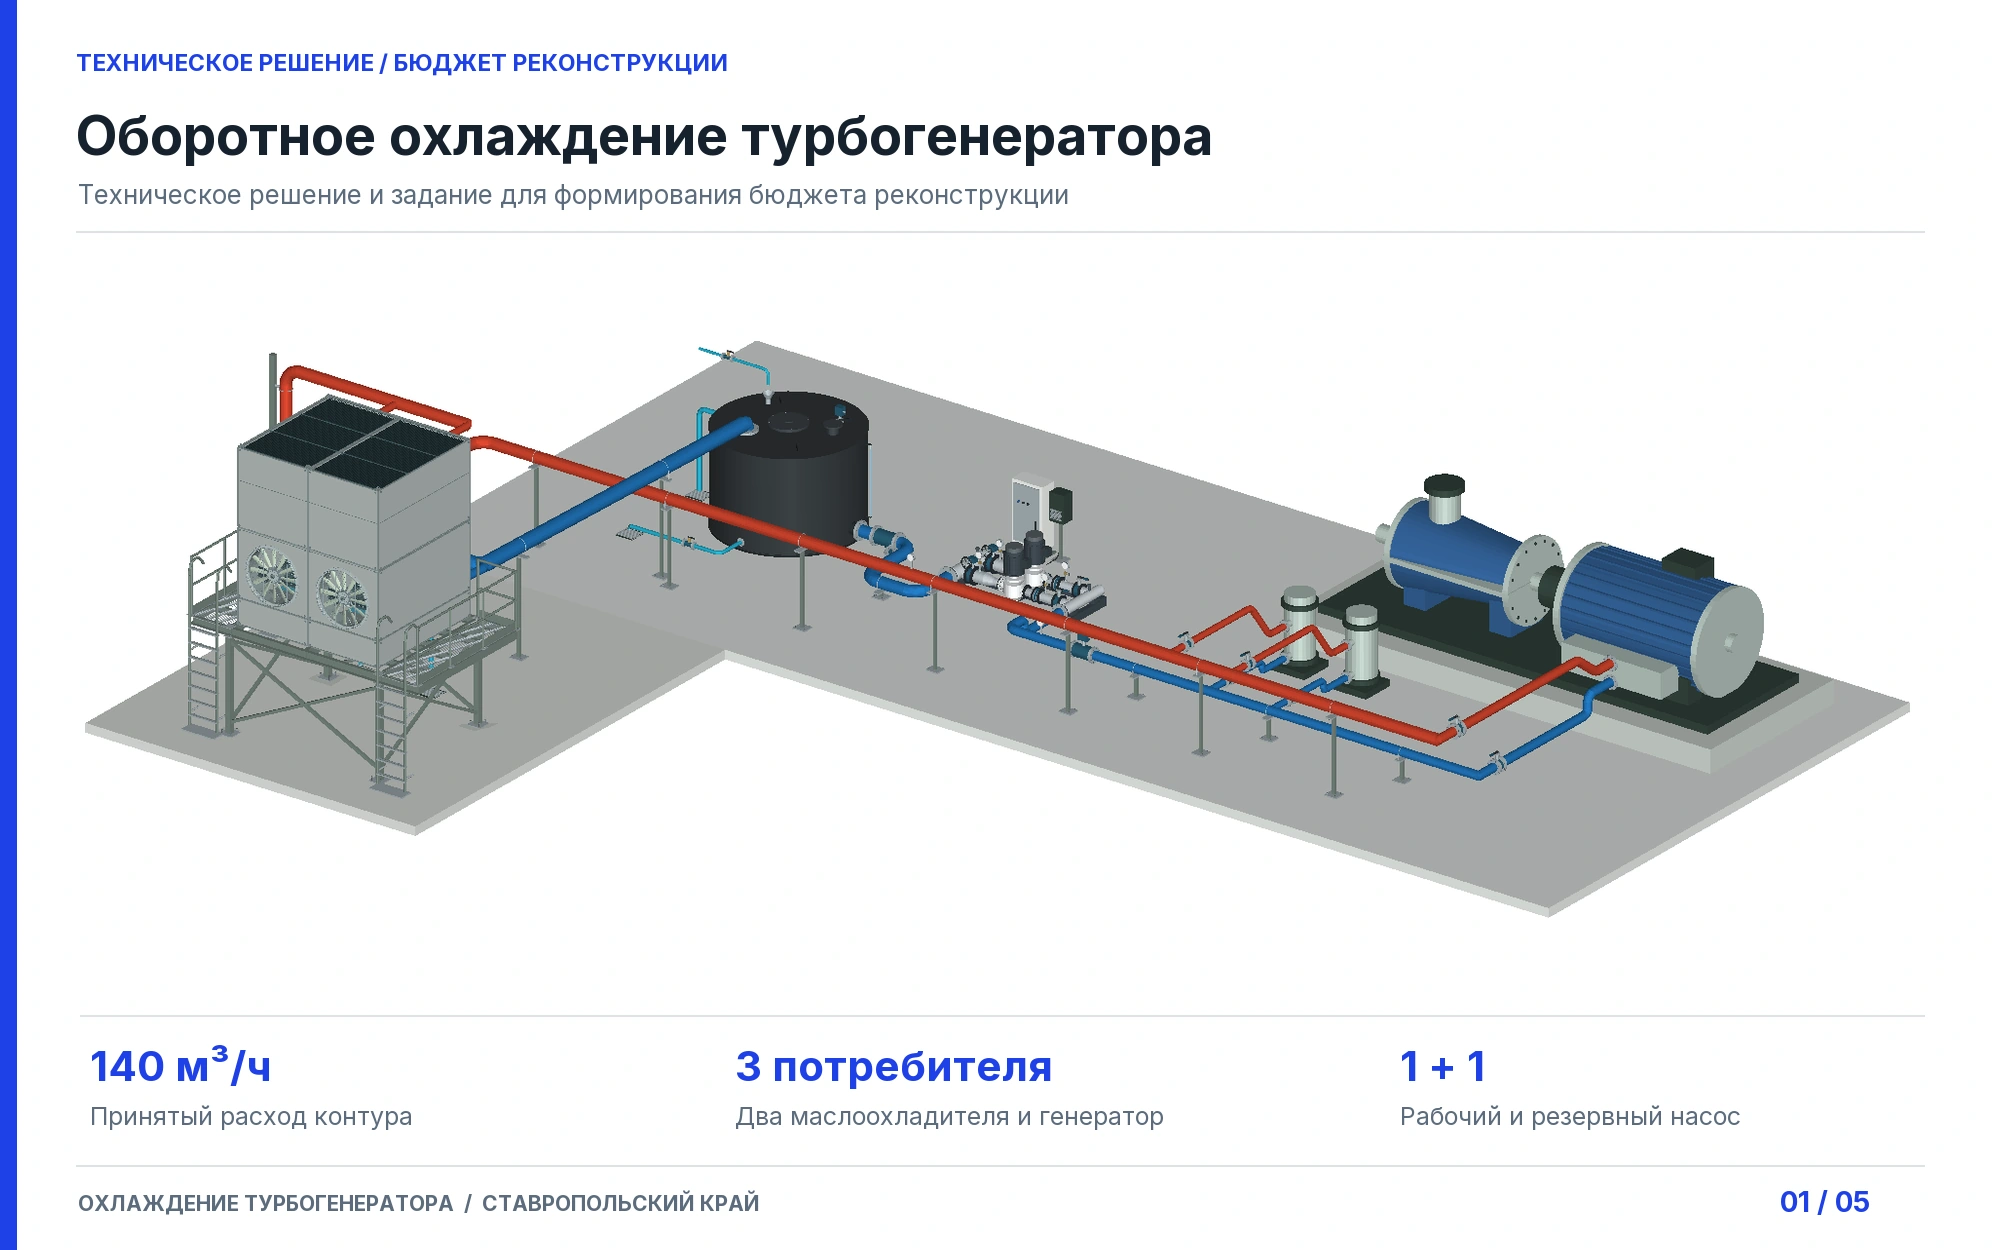 ТЕХНИЧЕСКОЕ РЕШЕНИЕ / БЮДЖЕТ РЕКОНСТРУКЦИИ
Оборотное охлаждение турбогенератора
Техническое решение и задание для формирования бюджета реконструкции
140 м³/ч
Принятый расход контура
3 потребителя
Два маслоохладителя и генератор
1 + 1
Рабочий и резервный насос
ОХЛАЖДЕНИЕ ТУРБОГЕНЕРАТОРА / СТАВРОПОЛЬСКИЙ КРАЙ
01 / 05